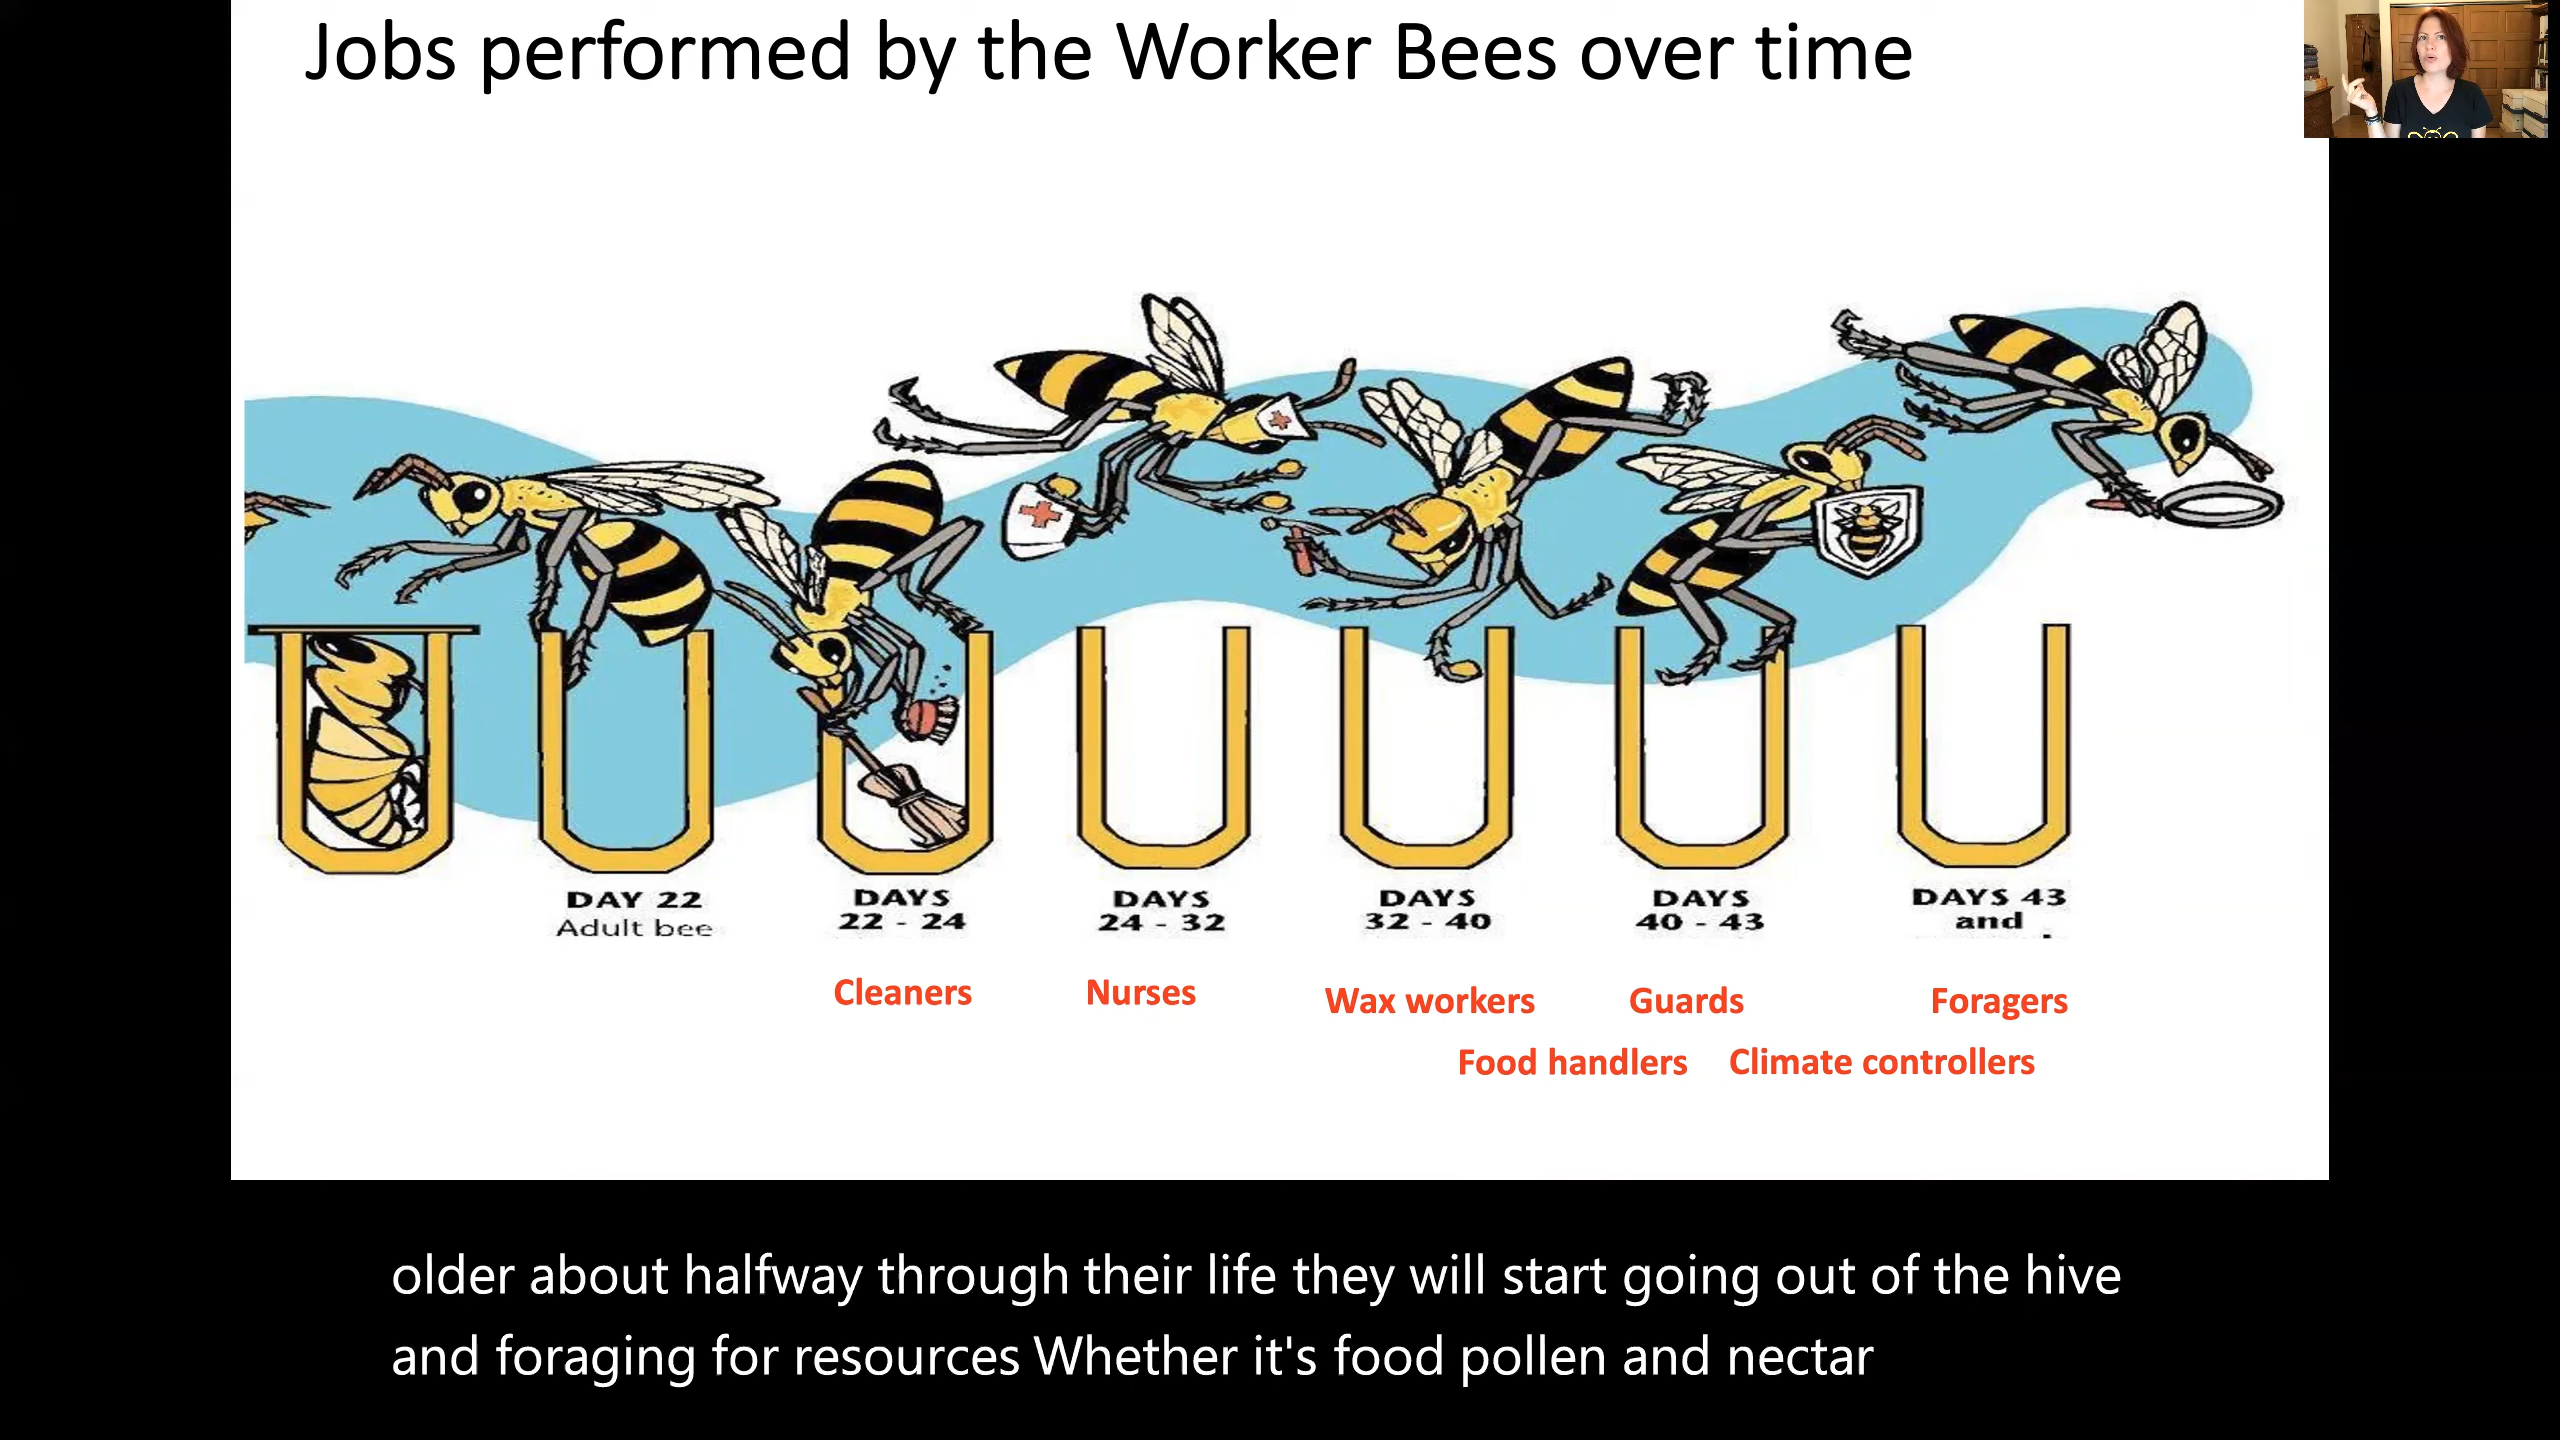 Jobs performed by the Worker Bees over time
DAY 22
Adult bee
DAYS
22 - 24
DAYS
24 - 32
DAYS
32 - 40
DAYS
40 - 43
DAYS 43
and
Cleaners
Nurses
Wax workers
Guards
Foragers
Food handlers
Climate controllers
older about halfway through their life they will start going out of the hive
and foraging for resources Whether it's food pollen and nectar